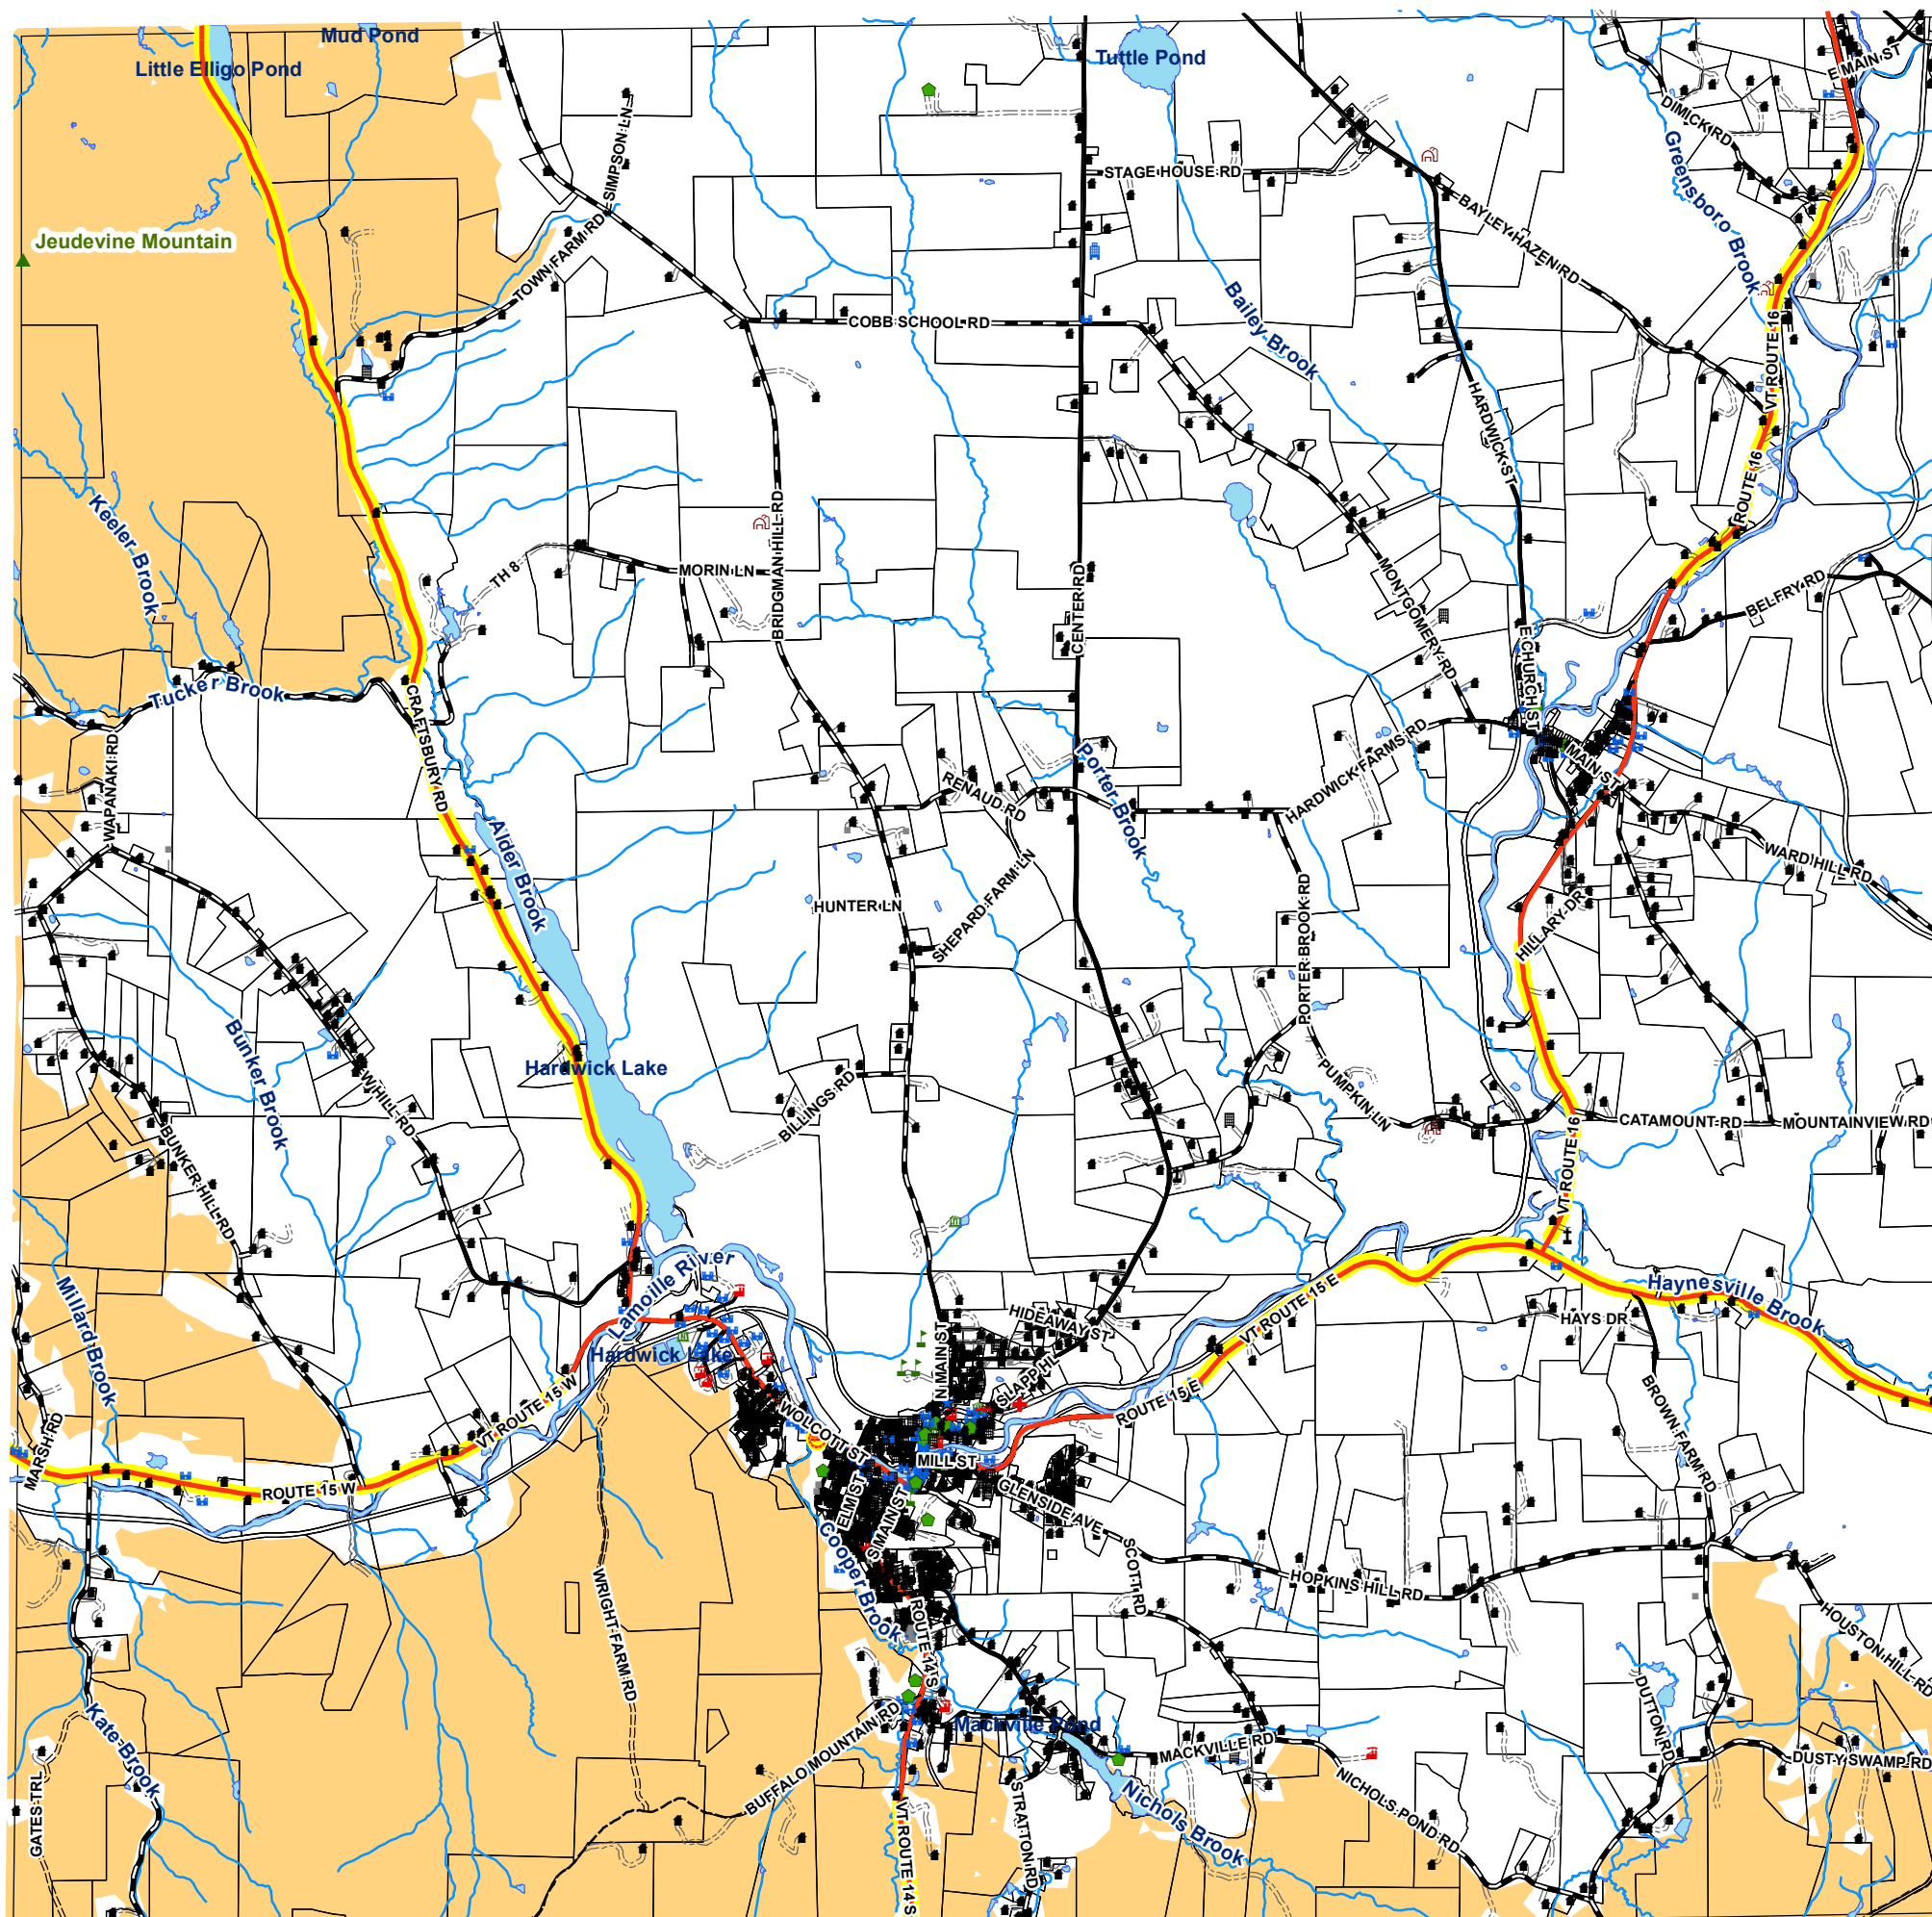 Mud Pond
Little Elligo Pond
Tuttle Pond
E MAIN ST
DIMICK RD
Greensboro Brook
SIMPSON LN
STAGE HOUSE RD
BAYLEY HAZEN RD
Jeudevine Mountain
TOWN FARM RD
Bailey Brook
COBB SCHOOL RD
VT ROUTE 16
HARDWICK ST
Keeler Brook
ROUTE 16
BRIDGMAN HILL RD
TH 8
MORIN LN
CENTER RD
MONTGOMERY RD
BELFRY RD
E CHURCH ST
Tucker Brook
CRAFTSBURY RD
WAPANAKI RD
Porter Brook
HARDWICK FARMS RD
MAIN ST
RENAUD RD
Alder Brook
WARD HILL RD
HUNTER LN
SHEPARD FARM LN
PORTER BROOK RD
HILLARY DR
Bunker Brook
Hardwick Lake
W HILL RD
BILLINGS RD
PUMPKIN LN
CATAMOUNT RD
MOUNTAINVIEW RD
BUNKER HILL RD
VT ROUTE 16
Millard Brook
Lamoille River
HIDEAWAY ST
VT ROUTE 15 E
Haynesville Brook
HAYS DR
Hardwick Lake
N MAIN ST
SLAPP HL
ROUTE 15 E
BROWN FARM RD
MARSH RD
VT ROUTE 15 W
WOLCOTT ST
MILL ST
ROUTE 15 W
ELM ST
S MAIN ST
GLENSIDE AVE
Cooper Brook
SCOTT RD
HOPKINS HILL RD
WRIGHT FARM RD
ROUTE 14 S
HOUSTON HILL RD
DUTTON RD
Kate Brook
BUFFALO MOUNTAIN RD
Mackville Pond
MACKVILLE RD
DUSTY SWAMP RD
GATES TRL
STRATTON RD
Nichols Brook
NICHOLS POND RD
VT ROUTE 14 S